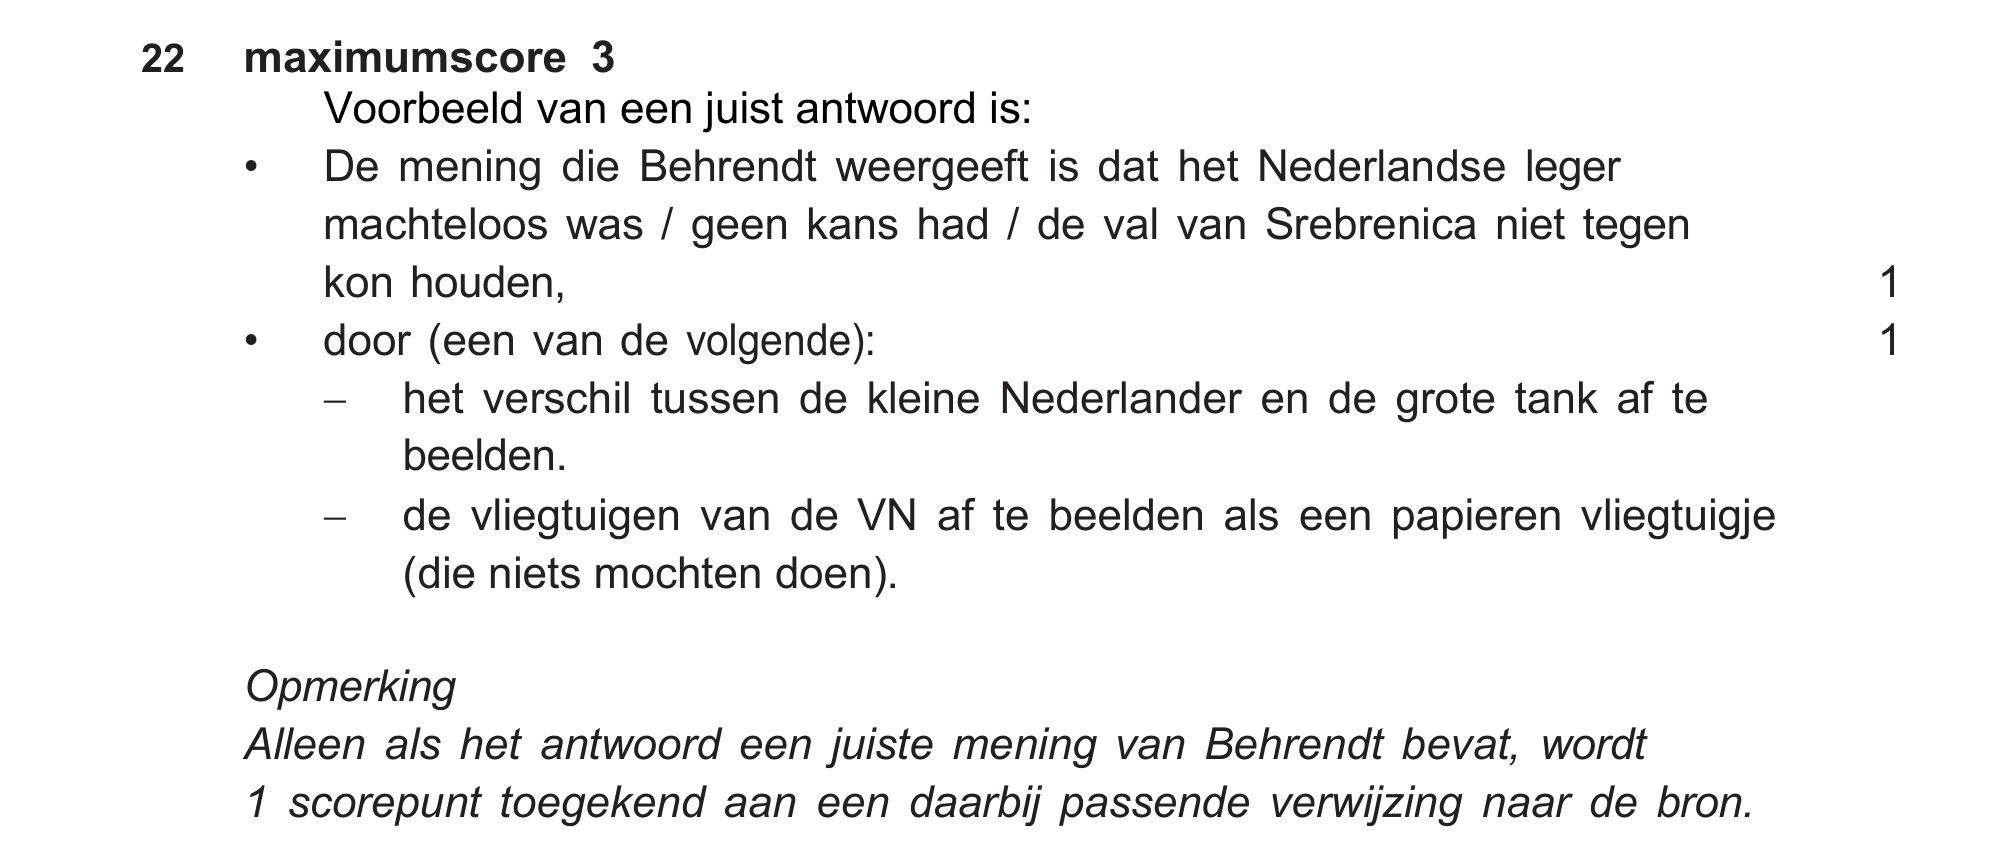 22 maximumscore 3
Voorbeeld van een juist antwoord is:
• De mening die Behrendt weergeeft is dat het Nederlandse leger
machteloos was / geen kans had / de val van Srebrenica niet tegen
kon houden, 1
• door (een van de volgende): 1
– het verschil tussen de kleine Nederlander en de grote tank af te
beelden.
– de vliegtuigen van de VN af te beelden als een papieren vliegtuigje
(die niets mochten doen).
Opmerking
Alleen als het antwoord een juiste mening van Behrendt bevat, wordt
1 scorepunt toegekend aan een daarbij passende verwijzing naar de bron.